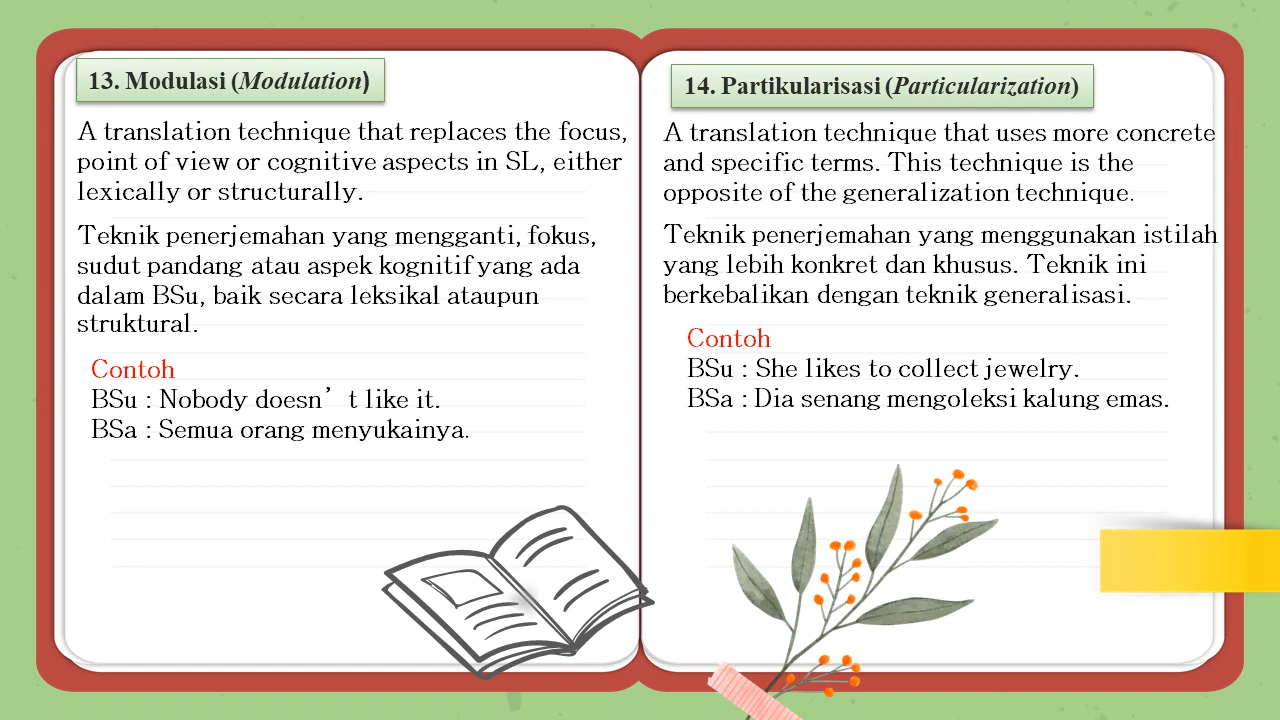 13. Modulasi (Modulation)
A translation technique that replaces the focus,
point of view or cognitive aspects in SL, either
lexically or structurally.
Teknik penerjemahan yang mengganti, fokus,
sudut pandang atau aspek kognitif yang ada
dalam BSu, baik secara leksikal ataupun
struktural.
Contoh
BSu : Nobody doesn’t like it.
BSa : Semua orang menyukainya.
14. Partikularisasi (Particularization)
A translation technique that uses more concrete
and specific terms. This technique is the
opposite of the generalization technique.
Teknik penerjemahan yang menggunakan istilah
yang lebih konkret dan khusus. Teknik ini
berkebalikan dengan teknik generalisasi.
Contoh
BSu : She likes to collect jewelry.
BSa : Dia senang mengoleksi kalung emas.